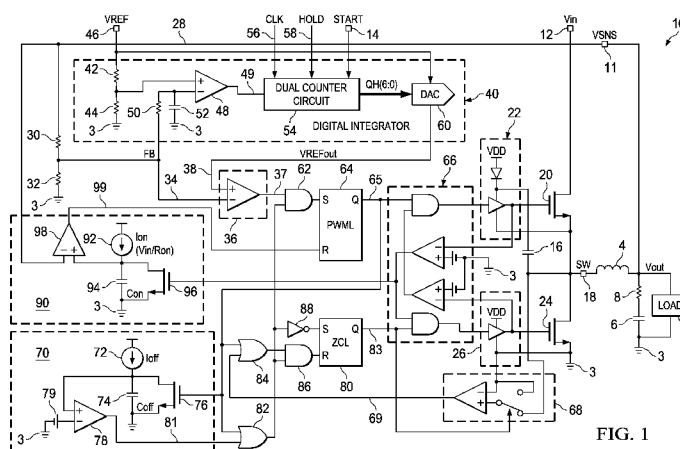 VREF
46
28
CLK
56
HOLD
58
START
14
Vin
12
VSNS
11
10
42
44
3
50
52
3
48
49
DUAL COUNTER
CIRCUIT
54
QH(6:0)
DAC
60
40
DIGITAL INTEGRATOR
30
32
3
FB
34
VREFout
38
36
37
62
64
65
S
PWML
R
66
22
VDD
20
16
4
SW
18
Vout
8
6
3
LOAD
99
98
92
Ion
(Vin/Ron)
94
Con
96
3
90
3
24
VDD
26
3
88
S
ZCL
R
80
83
84
86
70
72
Ioff
74
Coff
76
79
3
78
81
82
69
68
FIG. 1